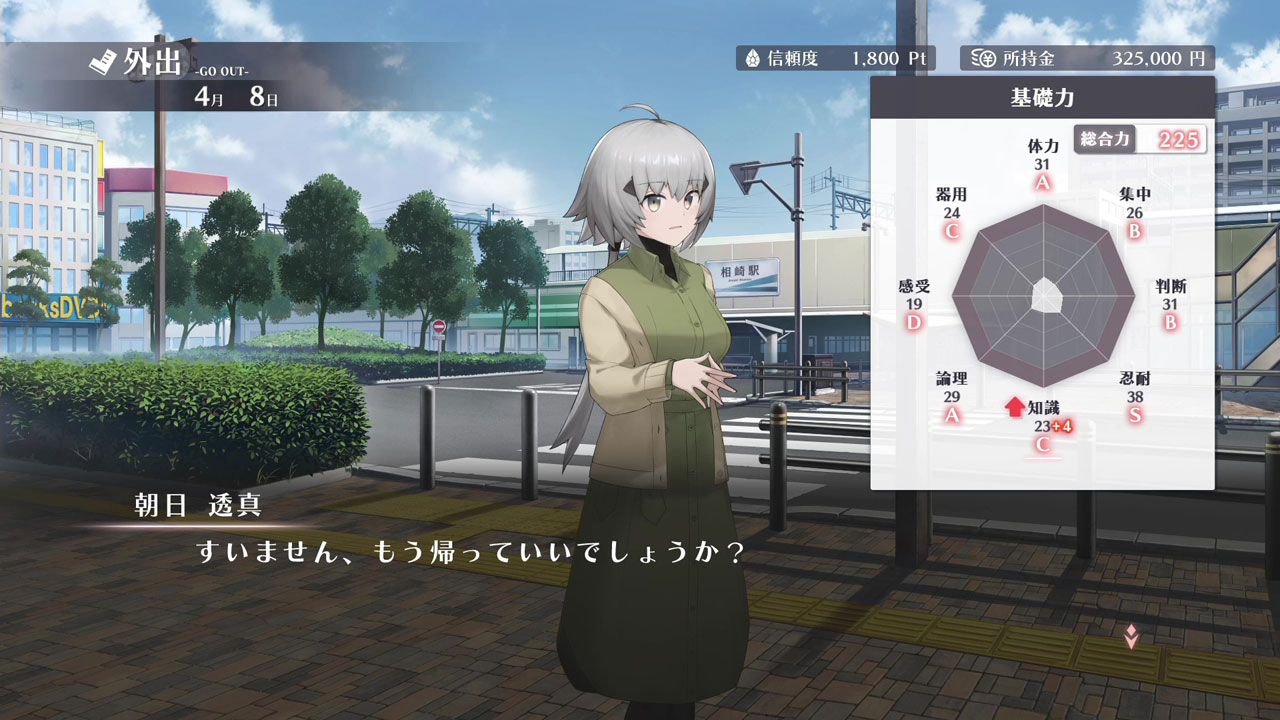 外出 -GO OUT-
4月 8日
信頼度 1,800 Pt
所持金 325,000 円
基礎力
総合力 225
体力
31
A
集中
26
B
判断
31
B
忍耐
38
S
知識
23+4
C
論理
29
A
感受
19
D
器用
24
C
相崎駅
朝日 透真
すいません、もう帰っていいでしょうか？